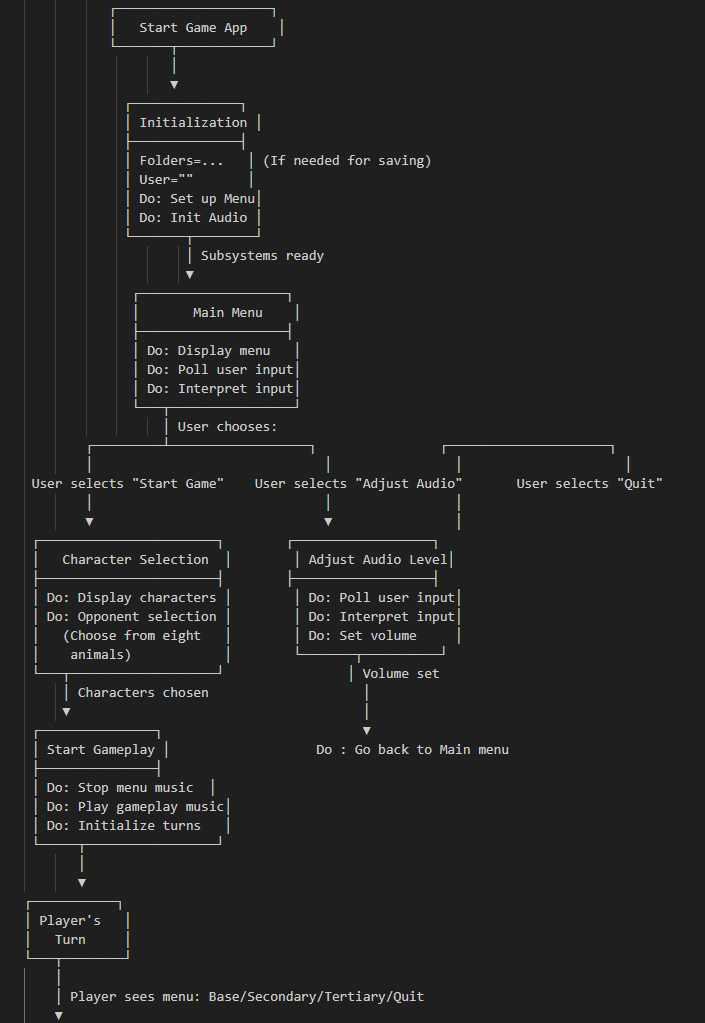 Start Game App
Initialization
Folders=... (If needed for saving)
User=""
Do: Set up Menu
Do: Init Audio
Subsystems ready
Main Menu
Do: Display menu
Do: Poll user input
Do: Interpret input
User chooses:
User selects "Start Game" User selects "Adjust Audio" User selects "Quit"
Character Selection Adjust Audio Level
Do: Display characters Do: Poll user input
Do: Opponent selection Do: Interpret input
(Choose from eight Do: Set volume
animals)
Volume set
Characters chosen
Start Gameplay Do : Go back to Main menu
Do: Stop menu music
Do: Play gameplay music
Do: Initialize turns
Player's
Turn
Player sees menu: Base/Secondary/Tertiary/Quit